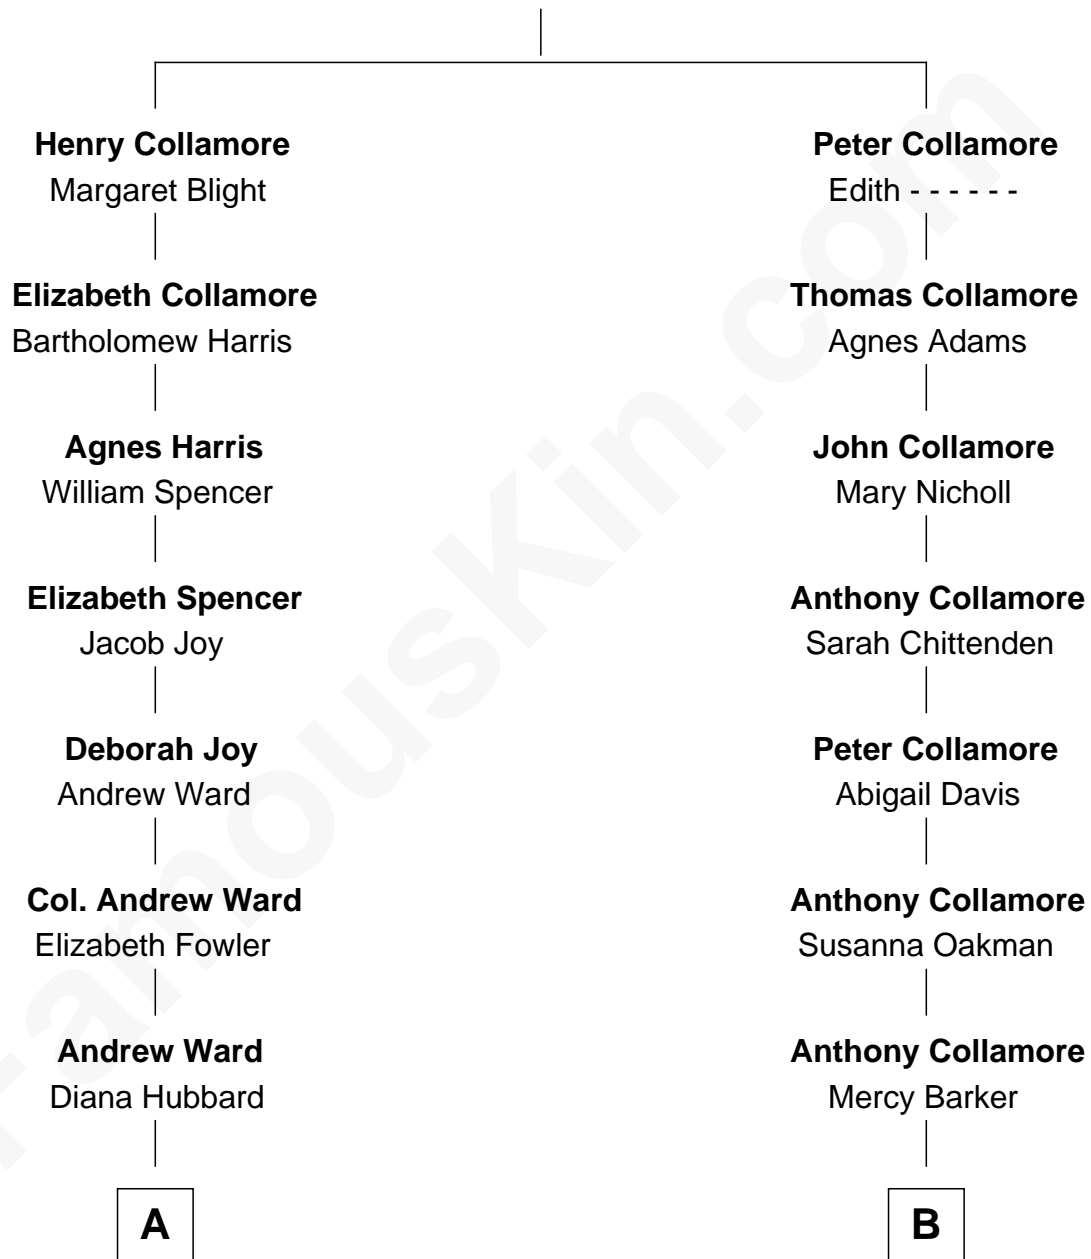 Henry Collamore
Margaret Blight
Elizabeth Collamore
Bartholomew Harris
Agnes Harris
William Spencer
Elizabeth Spencer
Jacob Joy
Deborah Joy
Andrew Ward
Col. Andrew Ward
Elizabeth Fowler
Andrew Ward
Diana Hubbard
A
Peter Collamore
Edith - - - - - -
Thomas Collamore
Agnes Adams
John Collamore
Mary Nicholl
Anthony Collamore
Sarah Chittenden
Peter Collamore
Abigail Davis
Anthony Collamore
Susanna Oakman
Anthony Collamore
Mercy Barker
B
FamousKin.com